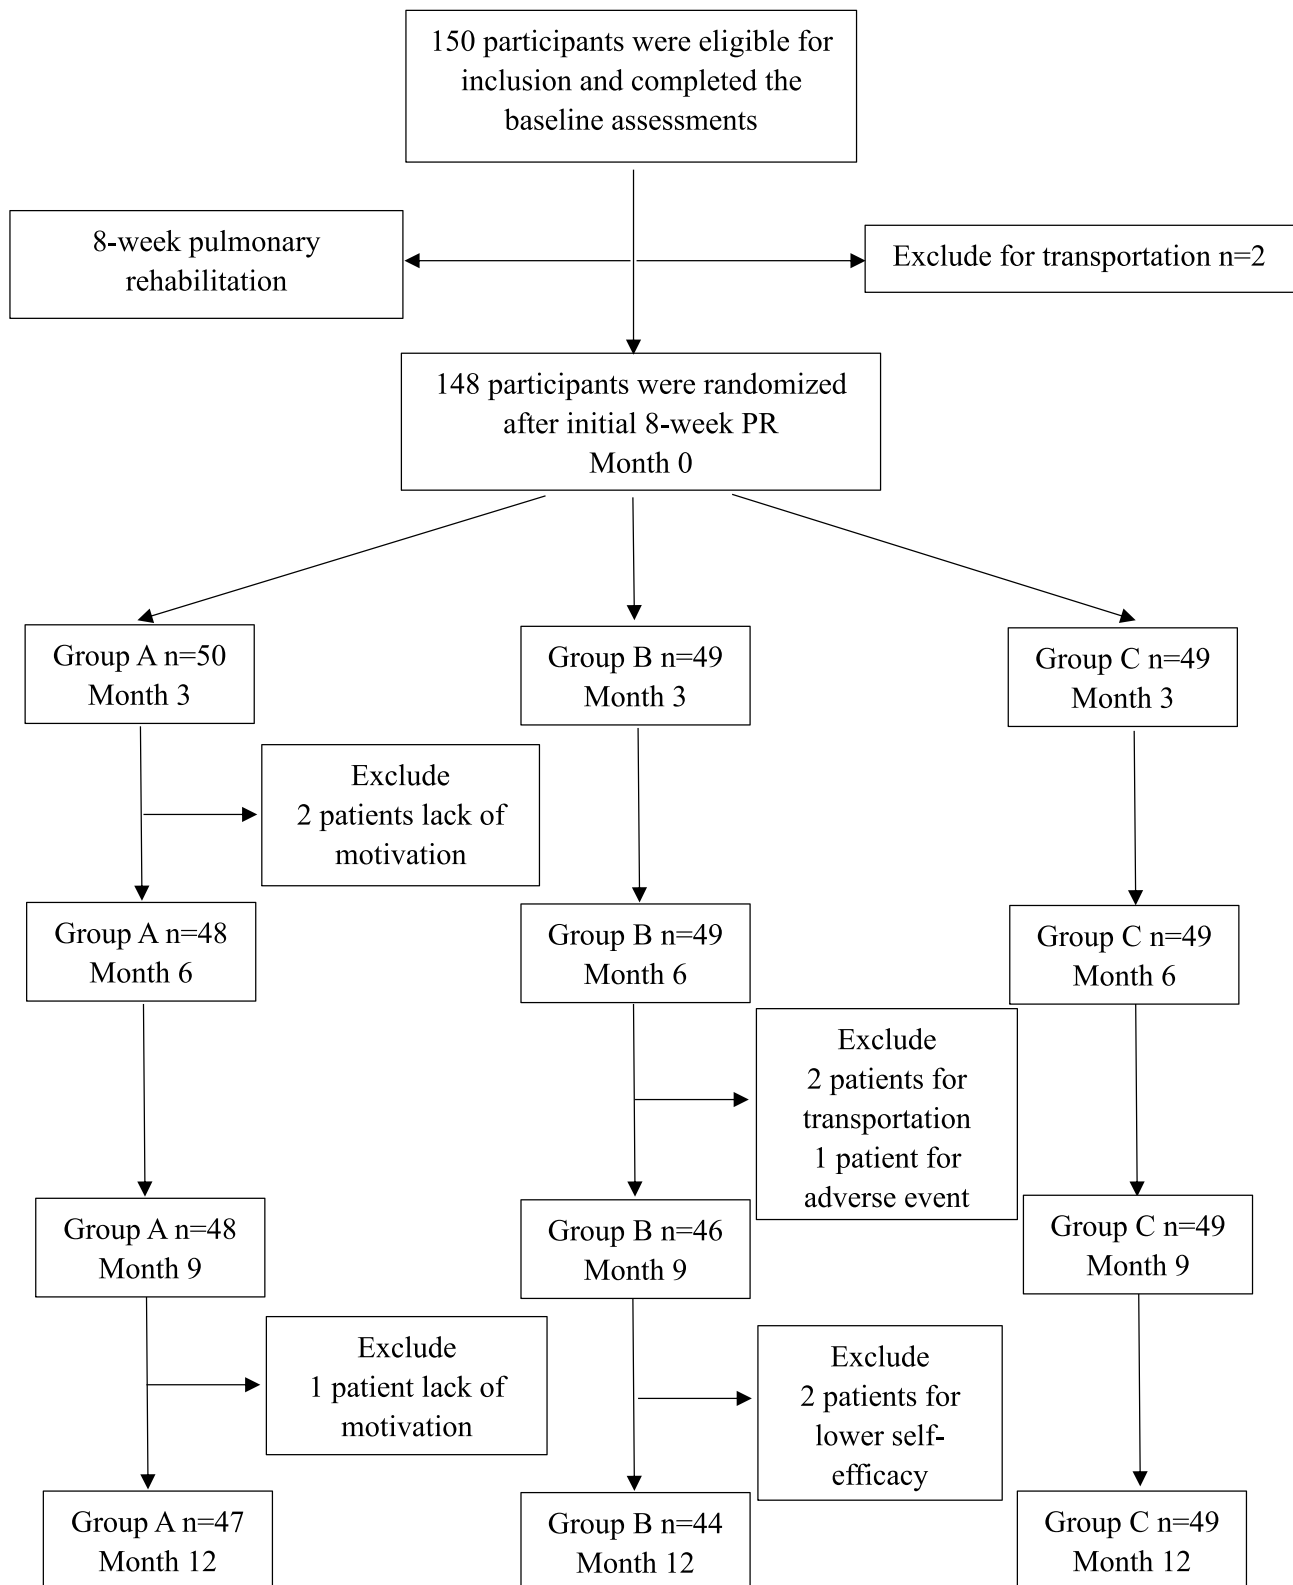 150 participants were eligible for
inclusion and completed the
baseline assessments
8-week pulmonary
rehabilitation
Exclude for transportation n=2
148 participants were randomized
after initial 8-week PR
Month 0
Group A n=50
Month 3
Group B n=49
Month 3
Group C n=49
Month 3
Exclude
2 patients lack of
motivation
Group A n=48
Month 6
Group B n=49
Month 6
Group C n=49
Month 6
Exclude
2 patients for
transportation
1 patient for
adverse event
Group A n=48
Month 9
Group B n=46
Month 9
Group C n=49
Month 9
Exclude
1 patient lack of
motivation
Exclude
2 patients for
lower self-
efficacy
Group A n=47
Month 12
Group B n=44
Month 12
Group C n=49
Month 12